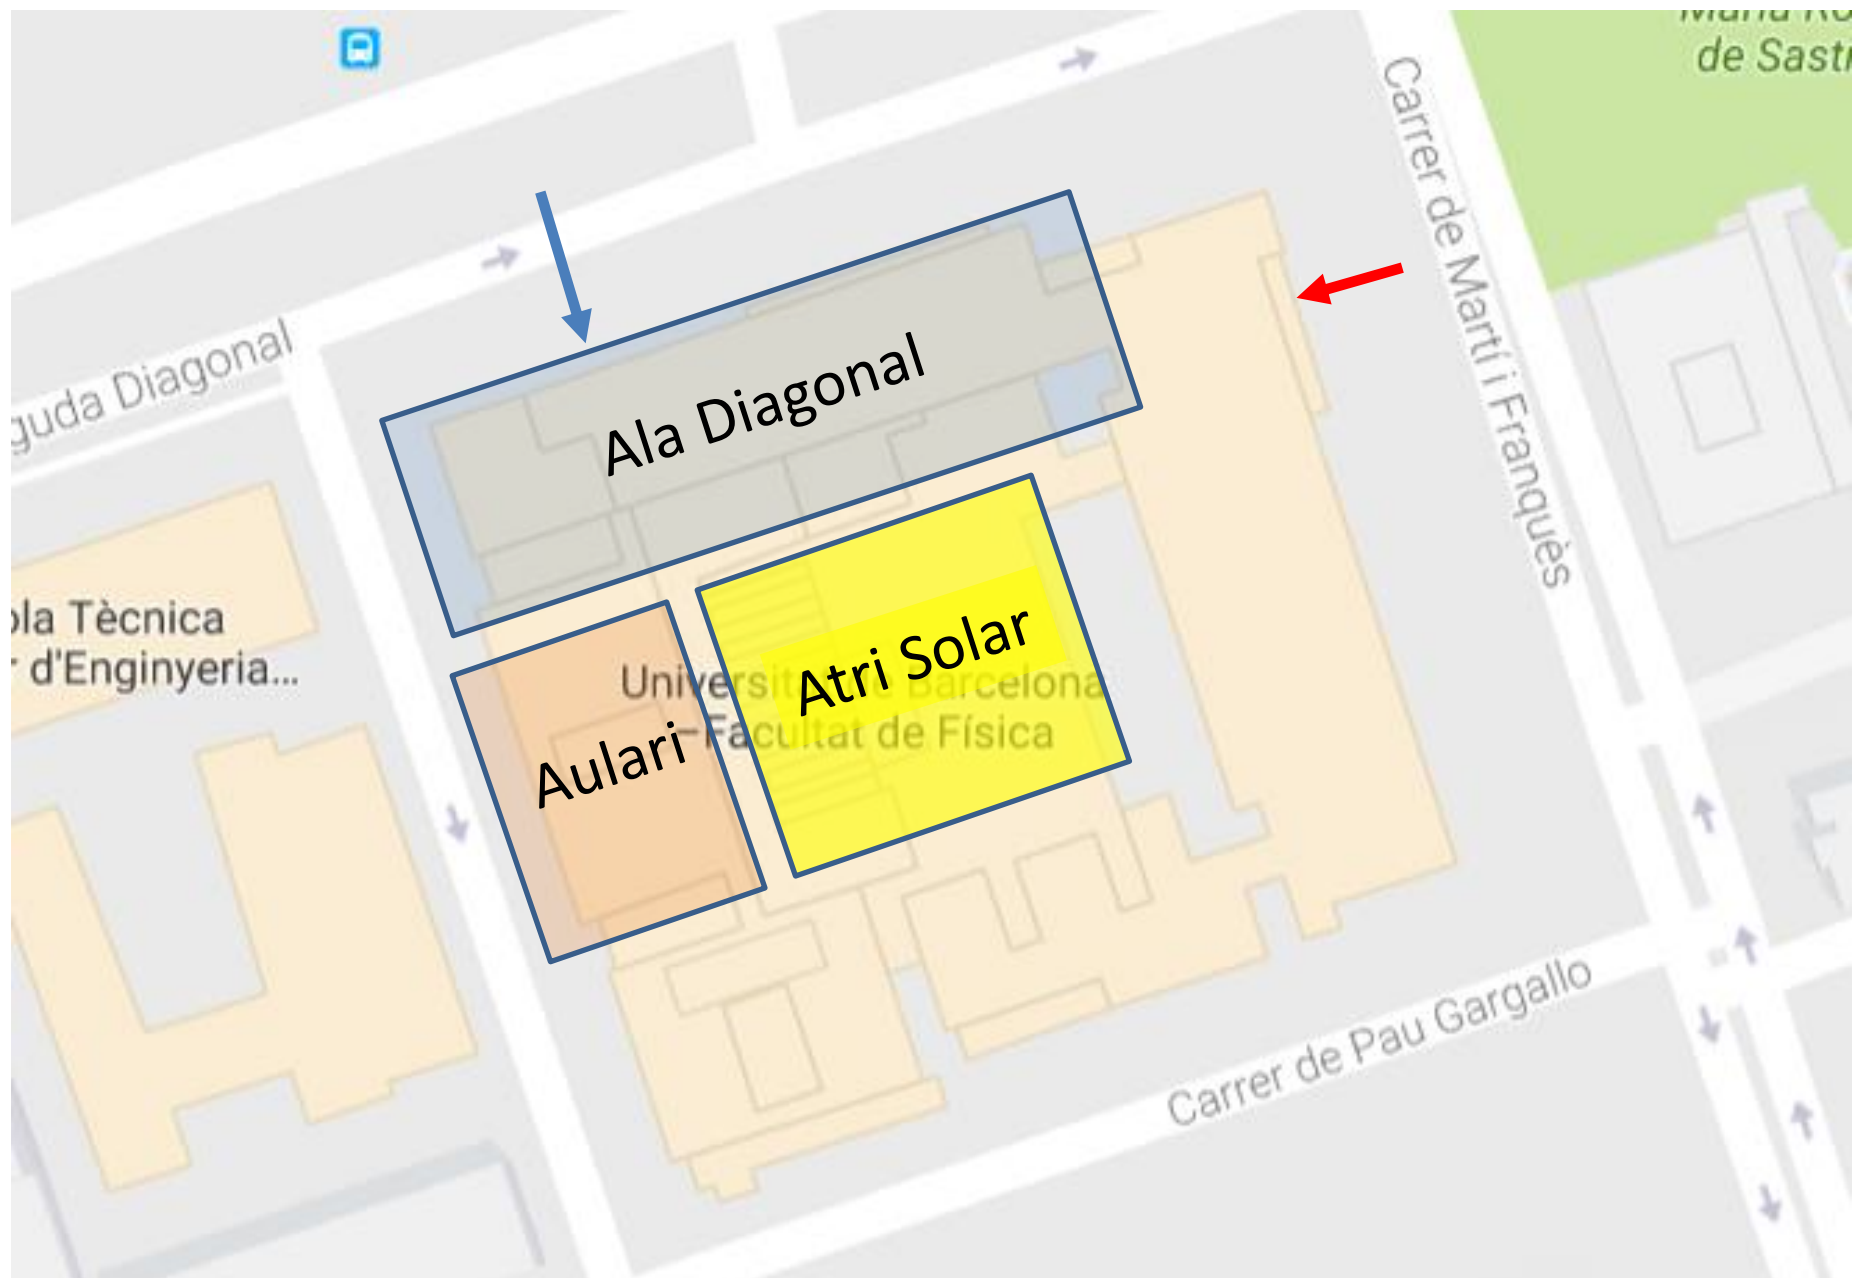 de Sastr
Carrer de Martí i Franquès
guda Diagonal
Ala Diagonal
ola Tècnica
r d'Enginyeria...
Universitat de Barcelona
–Facultat de Física
Atri Solar
Aulari
Carrer de Pau Gargallo